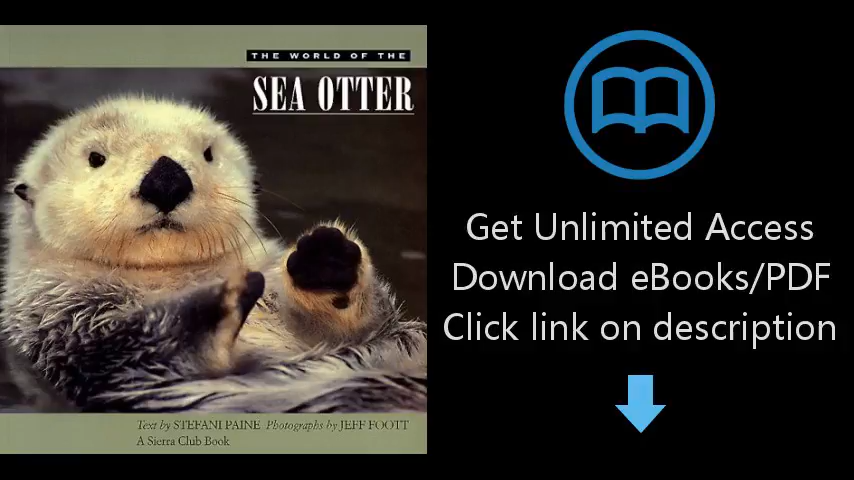 THE WORLD OF THE
SEA OTTER
Text by STEFANI PAINE Photographs by JEFF FOOTT
A Sierra Club Book
Get Unlimited Access
Download eBooks/PDF
Click link on description